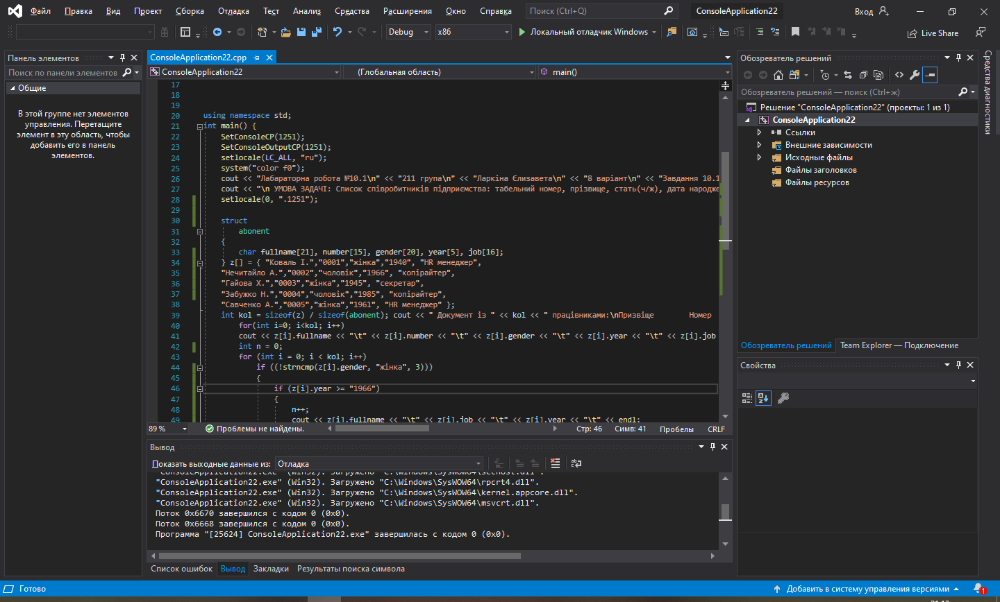 Файл Правка Вид Проект Сборка Отладка Тест Анализ Средства Расширения Окно Справка Поиск (Ctrl+Q) ConsoleApplication22 Вход
Debug x86 Локальный отладчик Windows Live Share
Панель элементов
Поиск по панели элементов
Общие
В этой группе нет элементов
управления. Перетащите
элемент в эту область, чтобы
добавить его в панель
элементов.
ConsoleApplication22.cpp
ConsoleApplication22 (Глобальная область) main()
17
18
19
20 using namespace std;
21 int main() {
22 SetConsoleCP(1251);
23 SetConsoleOutputCP(1251);
24 setlocale(LC_ALL, "ru");
25 system("color f0");
26 cout << "Лабараторна робота №10.1\n" << "211 група\n" << "Ларкіна Єлизавета\n" << "8 варіант\n" << "Завдання 10.1
27 cout << "\n УМОВА ЗАДАЧІ: Список співробитників підприємства: табельний номер, прізвище, стать(ч/ж), дата народже
28 setlocale(0, ".1251");
29
30 struct
31 abonent
32 {
33 char fullname[21], number[15], gender[20], year[5], job[16];
34 } z[] = { "Коваль І.","0001","жінка","1940", "HR менеджер",
35 "Нечитайло А.","0002","чоловік","1966", "копірайтер",
36 "Гайова Х.","0003","жінка","1945", "секретар",
37 "Забужко Н.","0004","чоловік","1985", "копірайтер",
38 "Савченко А.","0005","жінка","1961", "HR менеджер" };
39 int kol = sizeof(z) / sizeof(abonent); cout << " Документ із " << kol << " працівниками:\nПризвіще Номер
40 for(int i=0; i<kol; i++)
41 cout << z[i].fullname << "\t" << z[i].number << "\t" << z[i].gender << "\t" << z[i].year << "\t" << z[i].job
42 int n = 0;
43 for (int i = 0; i < kol; i++)
44 if ((!strncmp(z[i].gender, "жінка", 3)))
45 {
46 if (z[i].year >= "1966")
47 {
48 n++;
49 cout << z[i].fullname << "\t" << z[i].job << "\t" << z[i].year << "\t" << endl;
89 % Проблемы не найдены. Стр: 46 Симв: 41 Пробелы CRLF
Вывод
Показать выходные данные из: Отладка
"ConsoleApplication22.exe" (Win32). Загружено "C:\Windows\SysWOW64\sechost.dll".
"ConsoleApplication22.exe" (Win32). Загружено "C:\Windows\SysWOW64\rpcrt4.dll".
"ConsoleApplication22.exe" (Win32). Загружено "C:\Windows\SysWOW64\kernel.appcore.dll".
"ConsoleApplication22.exe" (Win32). Загружено "C:\Windows\SysWOW64\msvcrt.dll".
Поток 0x6670 завершился с кодом 0 (0x0).
Поток 0x6668 завершился с кодом 0 (0x0).
Программа "[25624] ConsoleApplication22.exe" завершилась с кодом 0 (0x0).
Список ошибок Вывод Закладки Результаты поиска символа
Обозреватель решений
Обозреватель решений — поиск (Ctrl+ж)
Решение "ConsoleApplication22" (проекты: 1 из 1)
ConsoleApplication22
Ссылки
Внешние зависимости
Исходные файлы
Файлы заголовков
Файлы ресурсов
Обозреватель решений Team Explorer — Подключение
Свойства
Средства диагностики
Готово Добавить в систему управления версиями 1